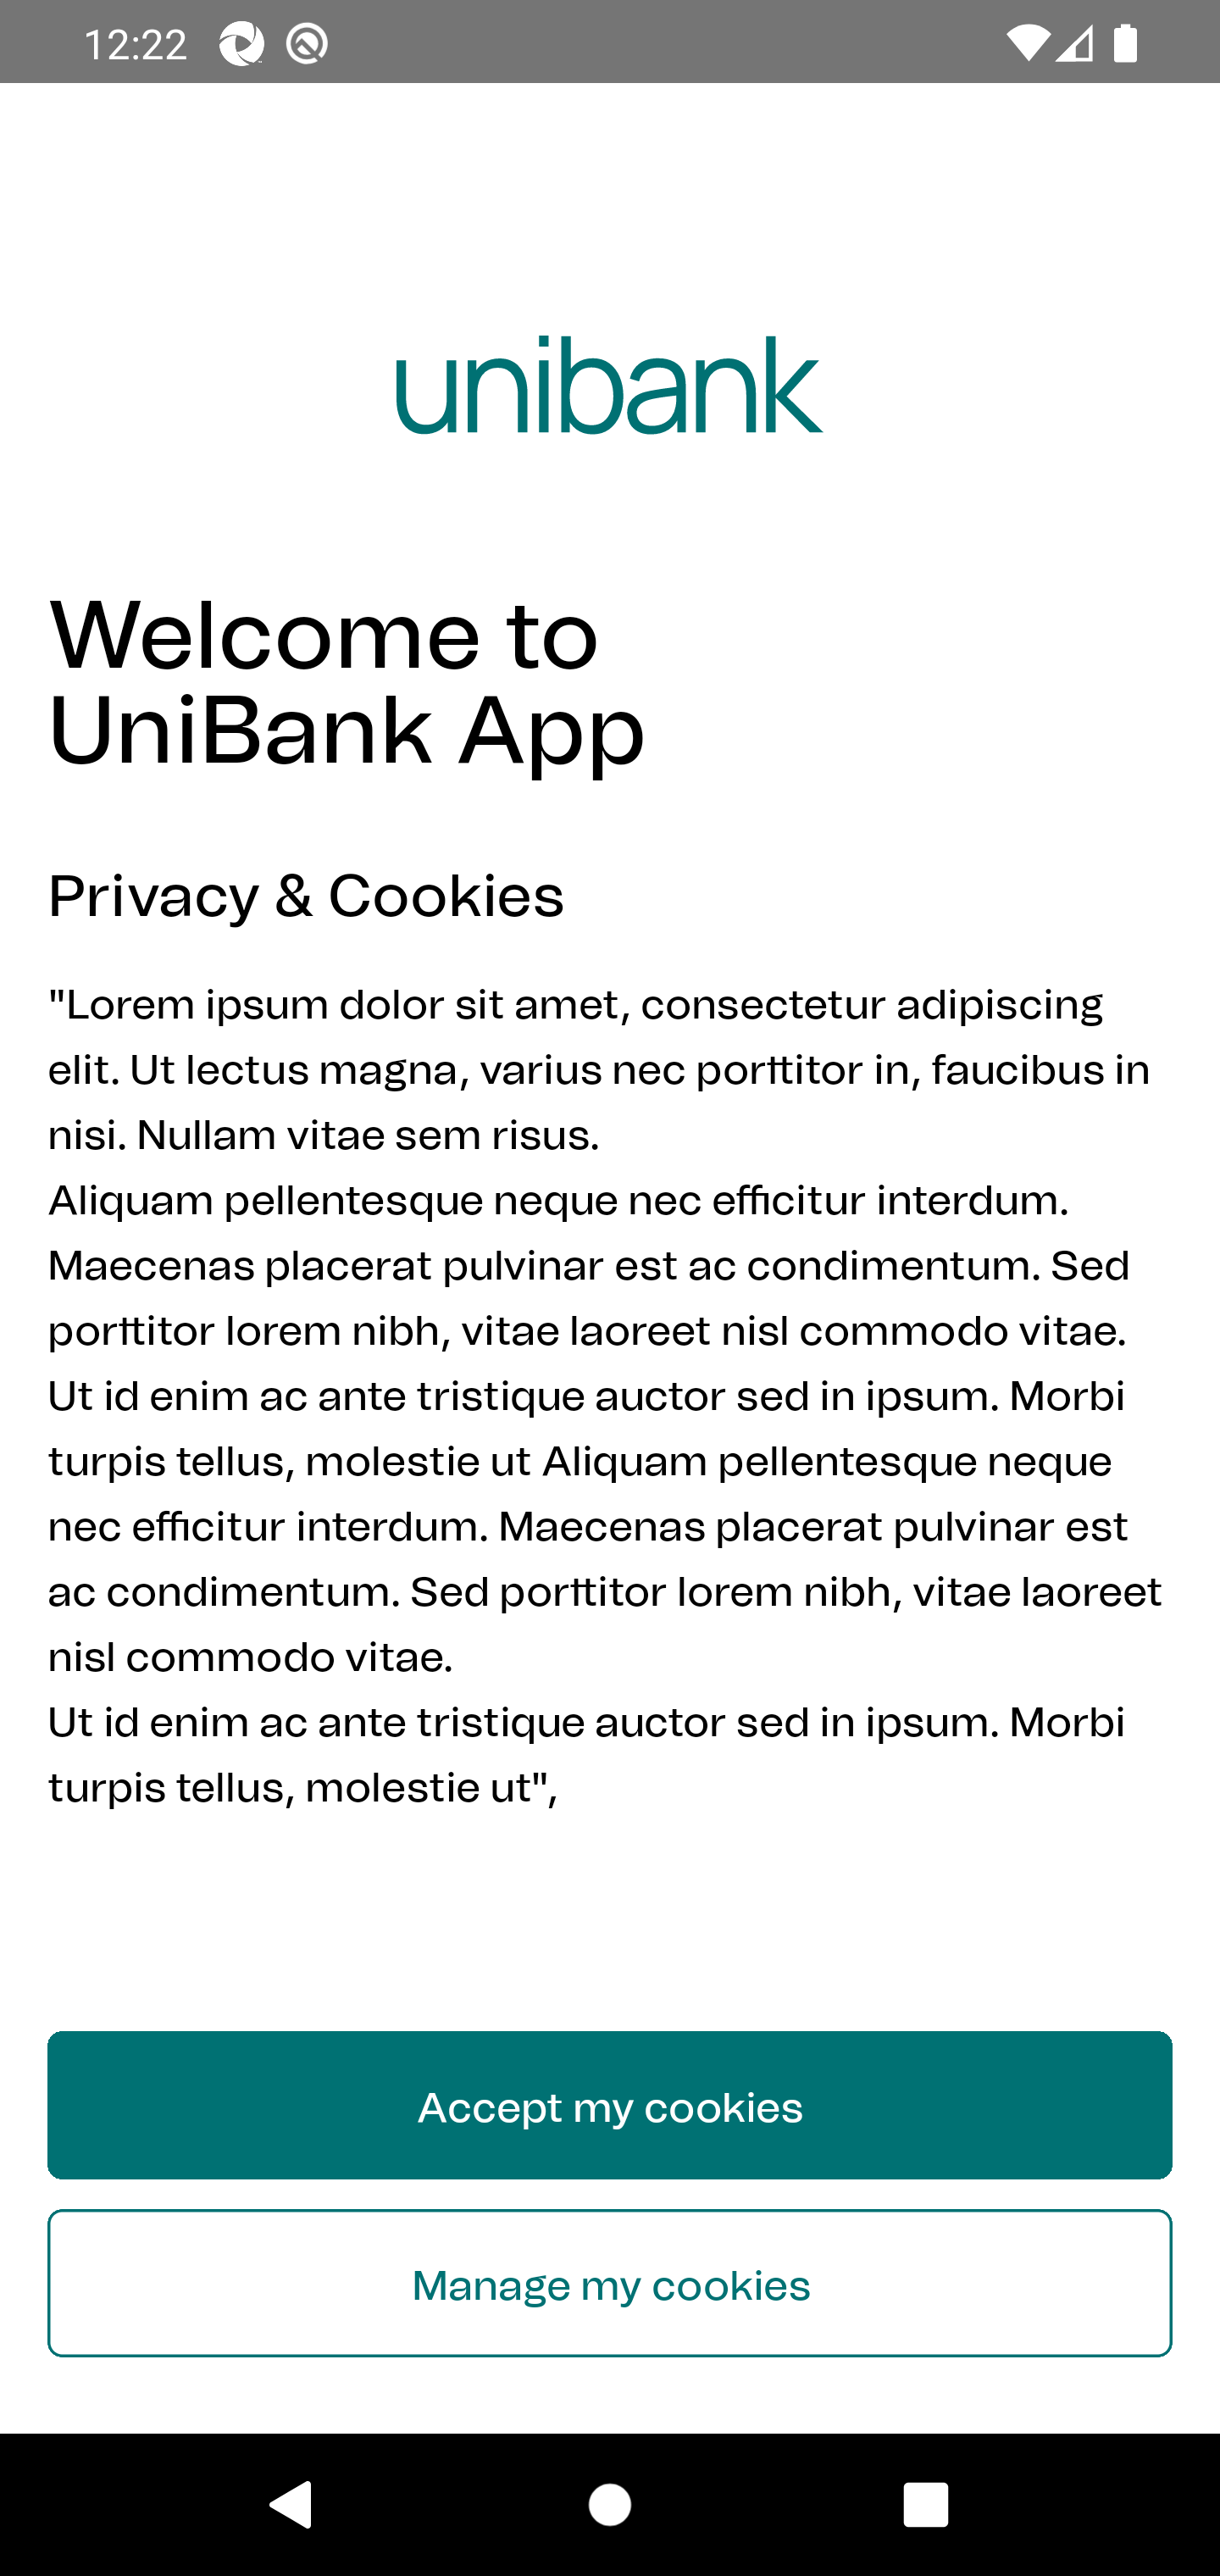 12:22
unibank
Welcome to
UniBank App
Privacy & Cookies
"Lorem ipsum dolor sit amet, consectetur adipiscing
elit. Ut lectus magna, varius nec porttitor in, faucibus in
nisi. Nullam vitae sem risus.
Aliquam pellentesque neque nec efficitur interdum.
Maecenas placerat pulvinar est ac condimentum. Sed
porttitor lorem nibh, vitae laoreet nisl commodo vitae.
Ut id enim ac ante tristique auctor sed in ipsum. Morbi
turpis tellus, molestie ut Aliquam pellentesque neque
nec efficitur interdum. Maecenas placerat pulvinar est
ac condimentum. Sed porttitor lorem nibh, vitae laoreet
nisl commodo vitae.
Ut id enim ac ante tristique auctor sed in ipsum. Morbi
turpis tellus, molestie ut",
Accept my cookies
Manage my cookies